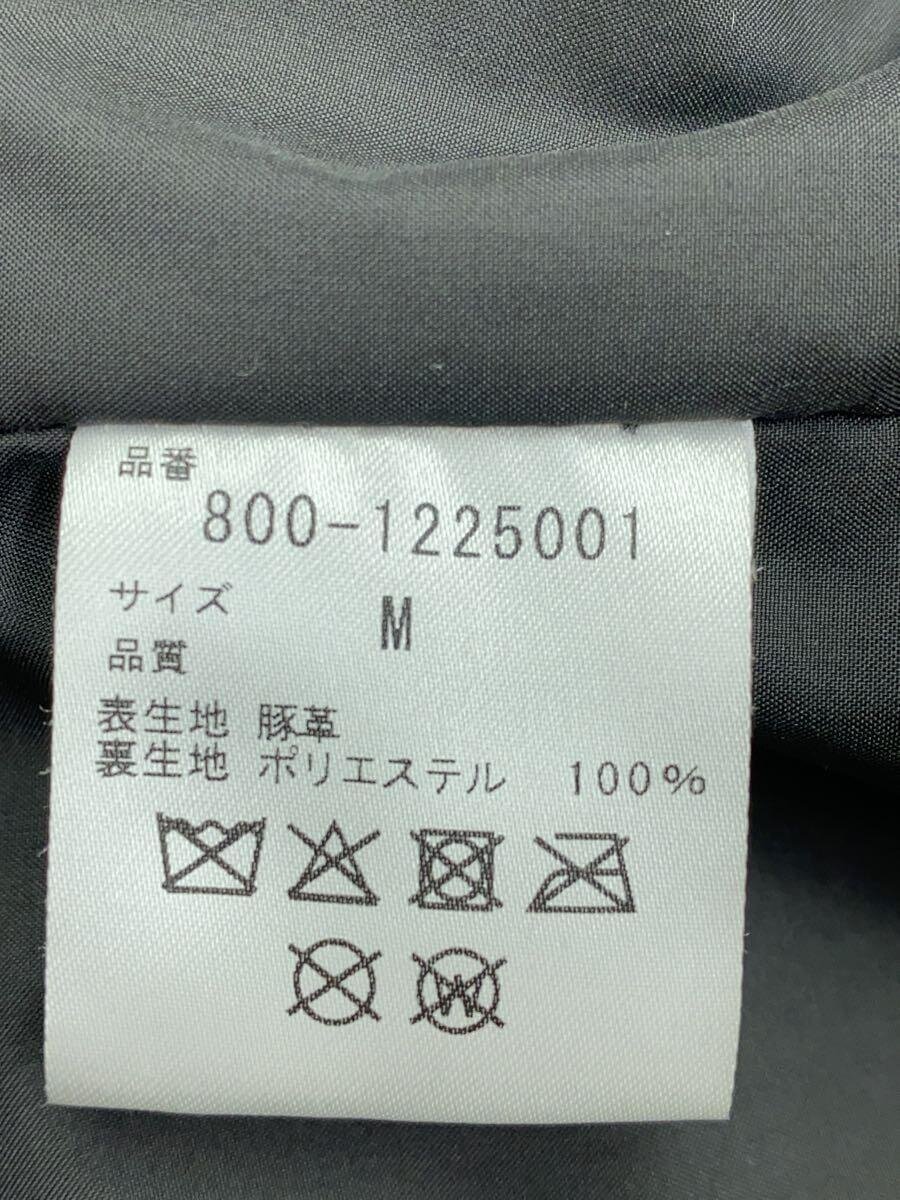 品番
800-1225001
サイズ M
品質
表生地 豚革
裏生地 ポリエステル 100%
W